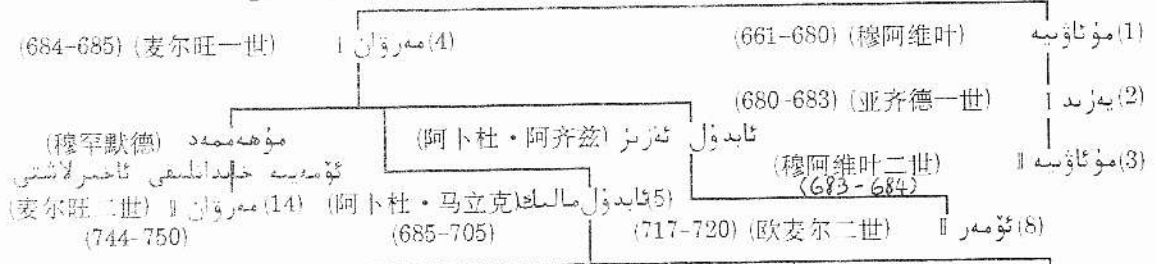 (1)مۇئاۋىيە (穆阿维叶) (661-680)
(4)مەرۋان I (麦尔旺一世) (684-685)
(2)يەزىد I (亚齐德一世) (680-683)
ئابدۇل ئەزىز (阿卜杜·阿齐兹)
مۇھەممەد (穆罕默德)
(3)مۇئاۋىيە II (穆阿维叶二世)
(683-684)
ئۆمەييە خانىدانلىقى ئاخىرلاشتى
(14)مەرۋان II (麦尔旺二世)
(744-750)
(5)ئابدۇل مالىك(阿卜杜·马立克)
(685-705)
(8)ئۆمەر II (欧麦尔二世) (717-720)